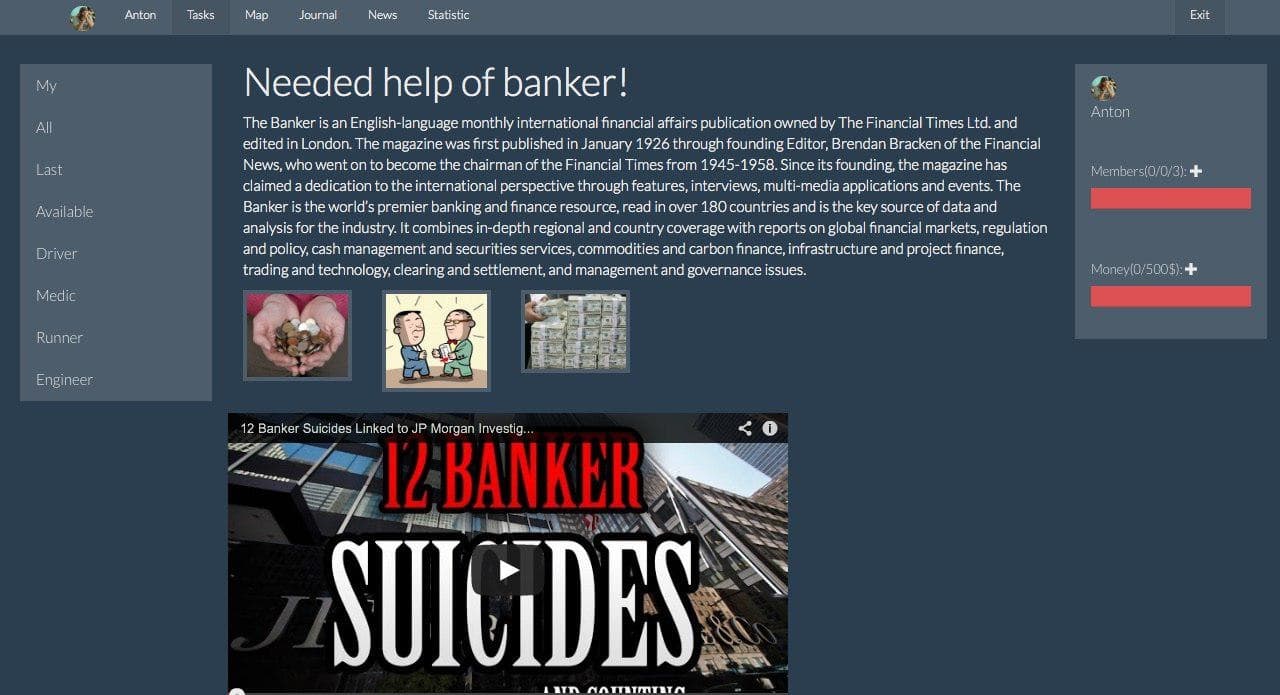 Anton
Tasks
Map
Journal
News
Statistic
Exit
My
All
Last
Available
Driver
Medic
Runner
Engineer
Needed help of banker!
The Banker is an English-language monthly international financial affairs publication owned by The Financial Times Ltd. and
edited in London. The magazine was first published in January 1926 through founding Editor, Brendan Bracken of the Financial
News, who went on to become the chairman of the Financial Times from 1945-1958. Since its founding, the magazine has
claimed a dedication to the international perspective through features, interviews, multi-media applications and events. The
Banker is the world’s premier banking and finance resource, read in over 180 countries and is the key source of data and
analysis for the industry. It combines in-depth regional and country coverage with reports on global financial markets, regulation
and policy, cash management and securities services, commodities and carbon finance, infrastructure and project finance,
trading and technology, clearing and settlement, and management and governance issues.
12 Banker Suicides Linked to JP Morgan Investig...
12 BANKER
SUICIDES
AND COUNTING
Anton
Members(0/0/3):
Money(0/500$):